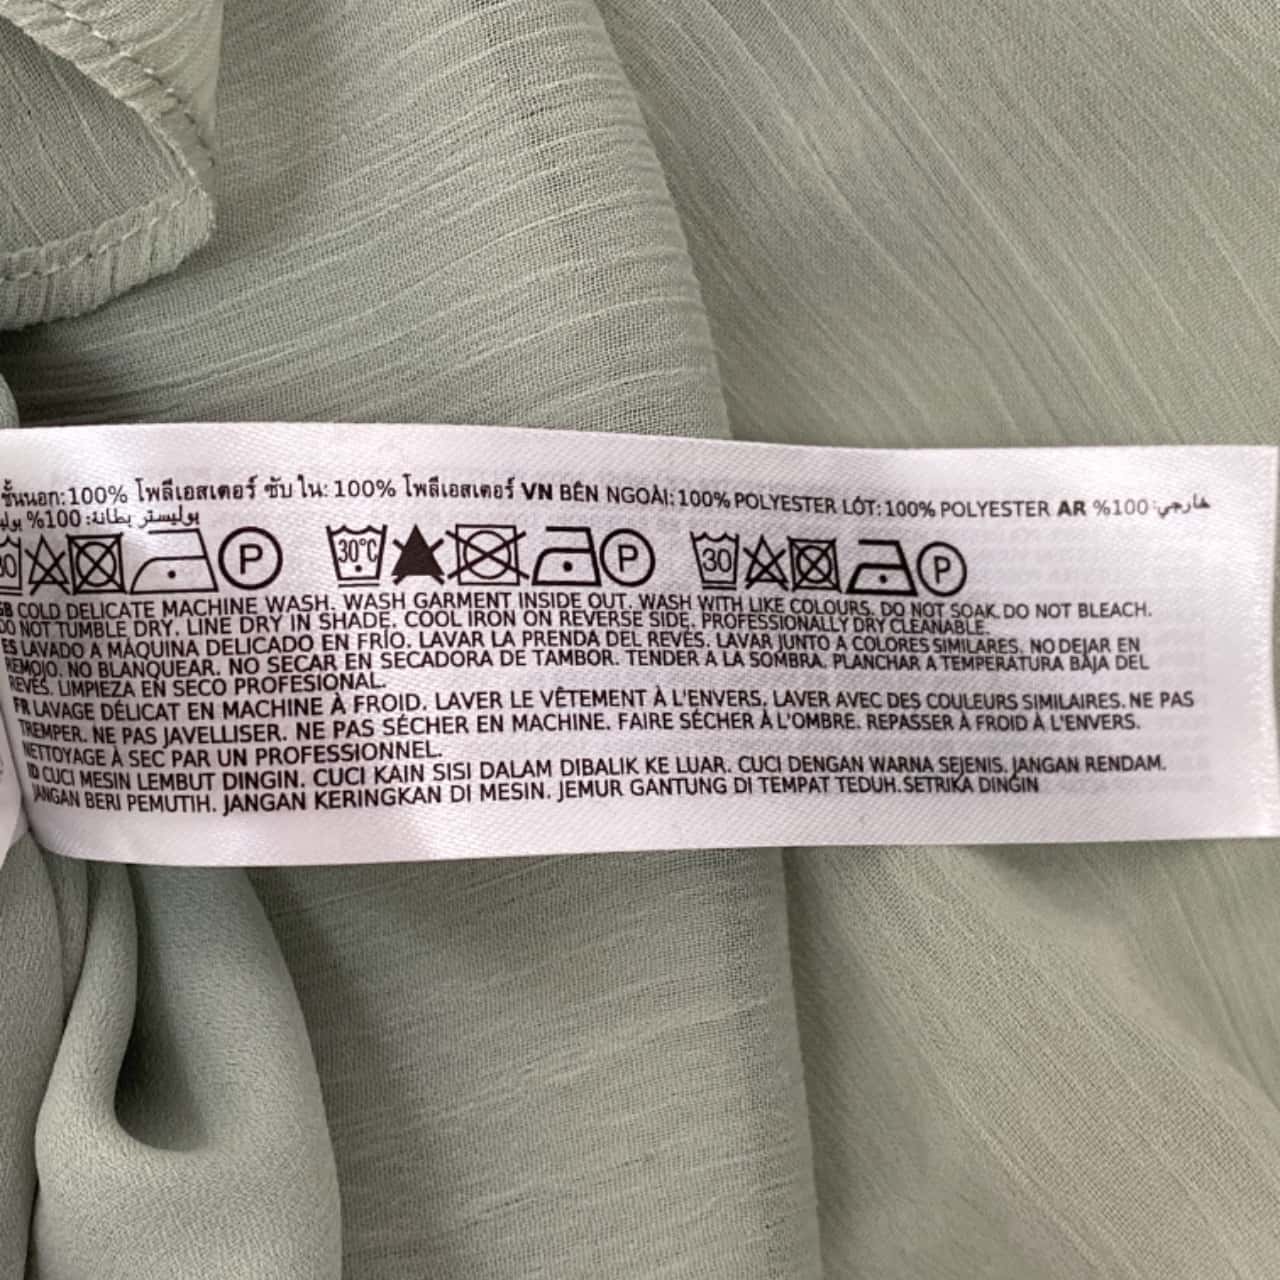 ชั้นนอก: 100% โพลีเอสเตอร์ ซับใน: 100% โพลีเอสเตอร์ VN BÊN NGOÀI: 100% POLYESTER LÓT: 100% POLYESTER AR %100 خارجي:
بوليستر بطانة: 100%
30 P 30°C P 30 P
GB COLD DELICATE MACHINE WASH. WASH GARMENT INSIDE OUT. WASH WITH LIKE COLOURS. DO NOT SOAK. DO NOT BLEACH.
DO NOT TUMBLE DRY. LINE DRY IN SHADE. COOL IRON ON REVERSE SIDE. PROFESSIONALLY DRY CLEANABLE.
ES LAVADO A MÁQUINA DELICADO EN FRÍO. LAVAR LA PRENDA DEL REVÉS. LAVAR JUNTO A COLORES SIMILARES. NO DEJAR EN
REMOJO. NO BLANQUEAR. NO SECAR EN SECADORA DE TAMBOR. TENDER A LA SOMBRA. PLANCHAR A TEMPERATURA BAJA DEL
REVÉS. LIMPIEZA EN SECO PROFESIONAL.
FR LAVAGE DÉLICAT EN MACHINE À FROID. LAVER LE VÊTEMENT À L'ENVERS. LAVER AVEC DES COULEURS SIMILAIRES. NE PAS
TREMPER. NE PAS JAVELLISER. NE PAS SÉCHER EN MACHINE. FAIRE SÉCHER À L'OMBRE. REPASSER À FROID À L'ENVERS.
NETTOYAGE À SEC PAR UN PROFESSIONNEL.
ID CUCI MESIN LEMBUT DINGIN. CUCI KAIN SISI DALAM DIBALIK KE LUAR. CUCI DENGAN WARNA SEJENIS. JANGAN RENDAM.
JANGAN BERI PEMUTIH. JANGAN KERINGKAN DI MESIN. JEMUR GANTUNG DI TEMPAT TEDUH. SETRIKA DINGIN